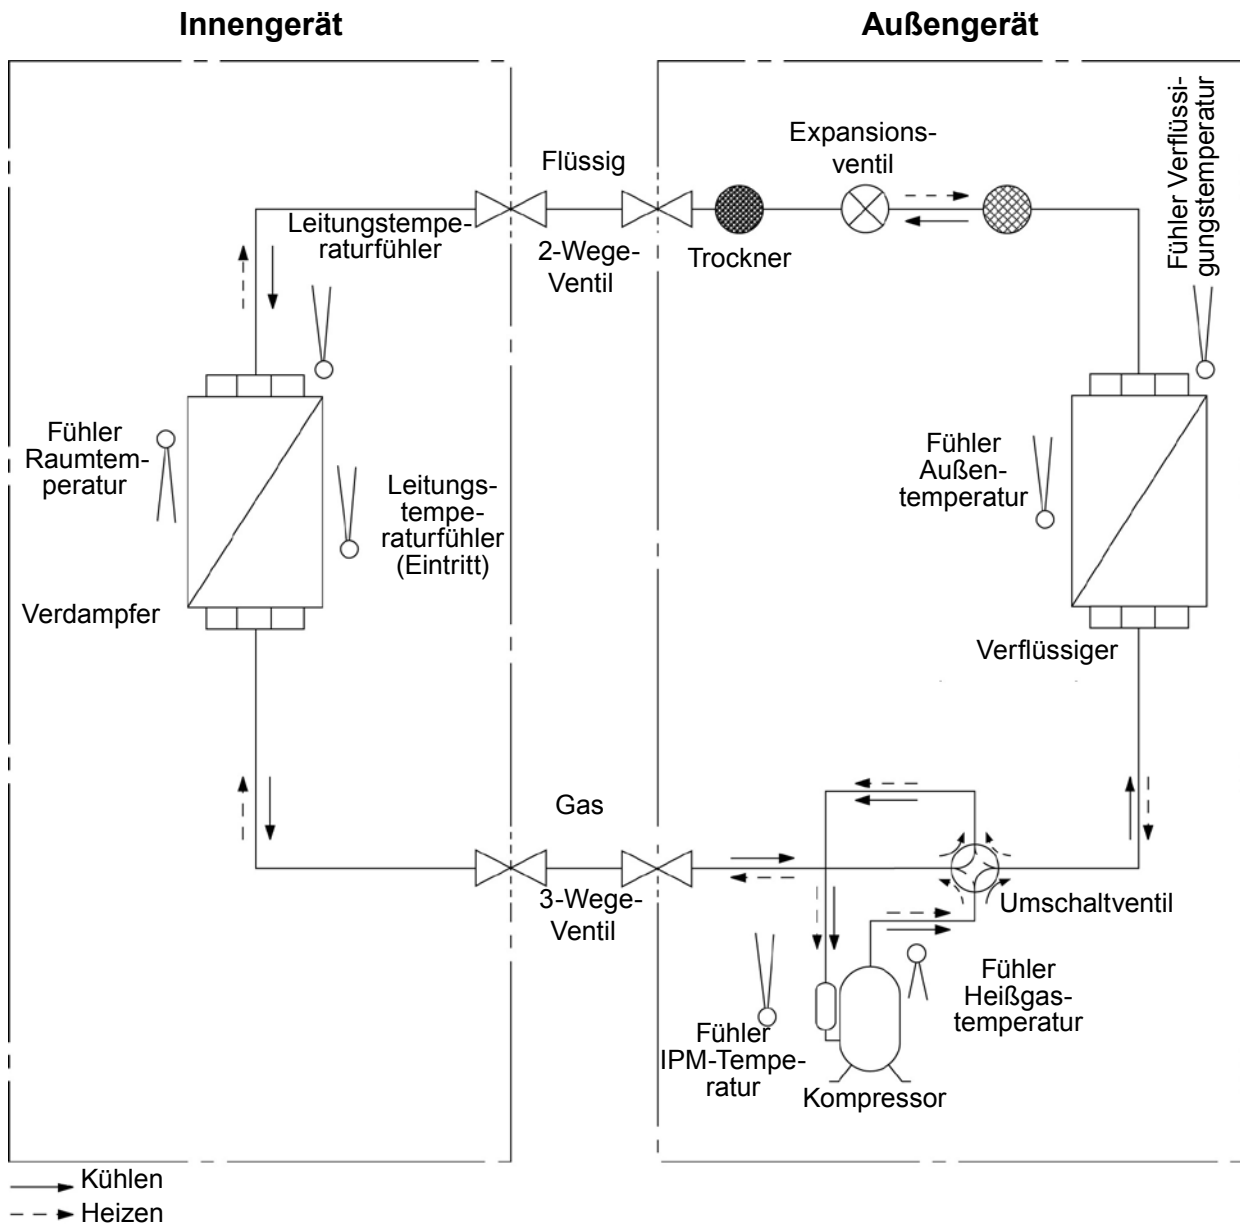 Innengerät
Außengerät
Fühler Verflüssi-
gungstemperatur
Expansions-
ventil
Flüssig
Leitungstempe-
raturfühler
2-Wege-
Ventil
Trockner
Fühler
Raumtem-
peratur
Leitungs-
tempe-
raturfühler
(Eintritt)
Fühler
Außen-
temperatur
Verdampfer
Verflüssiger
Gas
3-Wege-
Ventil
Umschaltventil
Fühler
Heißgas-
temperatur
Fühler
IPM-Tempe-
ratur
Kompressor
Kühlen
Heizen